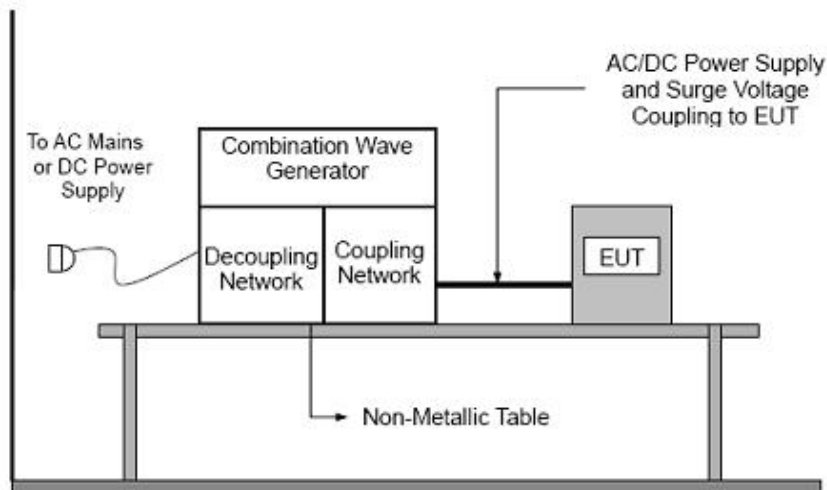 AC/DC Power Supply
and Surge Voltage
Coupling to EUT
To AC Mains
or DC Power
Supply
Combination Wave
Generator
Decoupling
Network
Coupling
Network
EUT
Non-Metallic Table